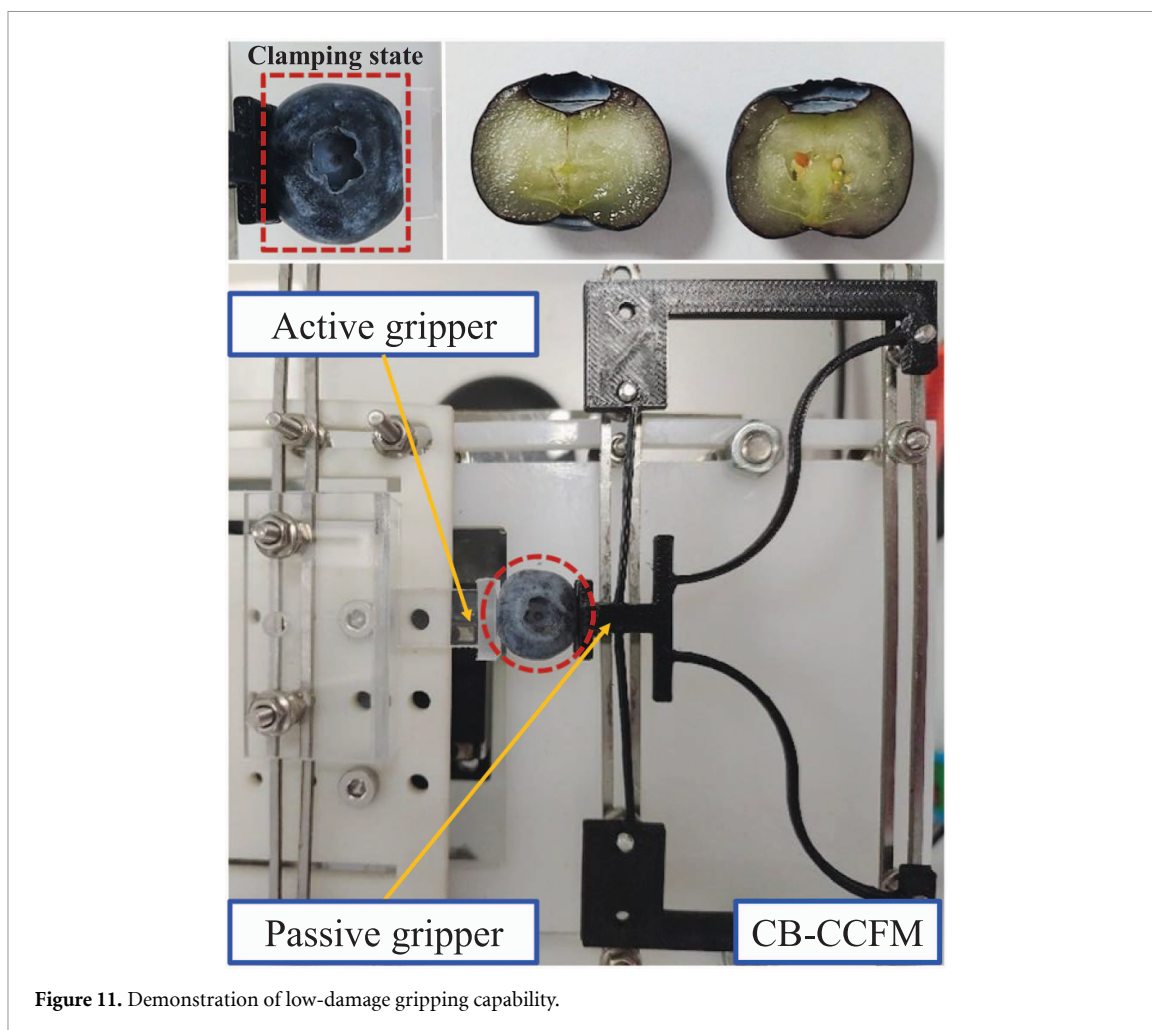 Clamping state
Active gripper
Passive gripper
CB-CCFM
Figure 11. Demonstration of low-damage gripping capability.